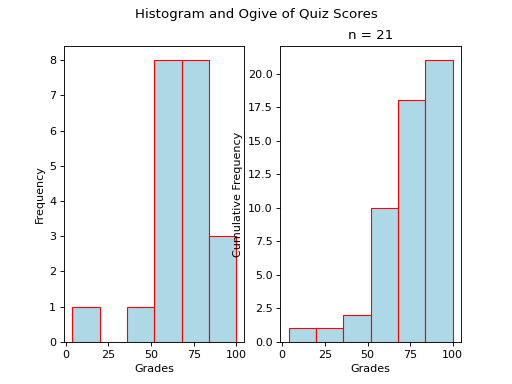 Histogram and Ogive of Quiz Scores
n = 21
8
7
6
5
4
3
2
1
0
Frequency
0 25 50 75 100
Grades
20.0
17.5
15.0
12.5
10.0
7.5
5.0
2.5
0.0
Cumulative Frequency
0 25 50 75 100
Grades